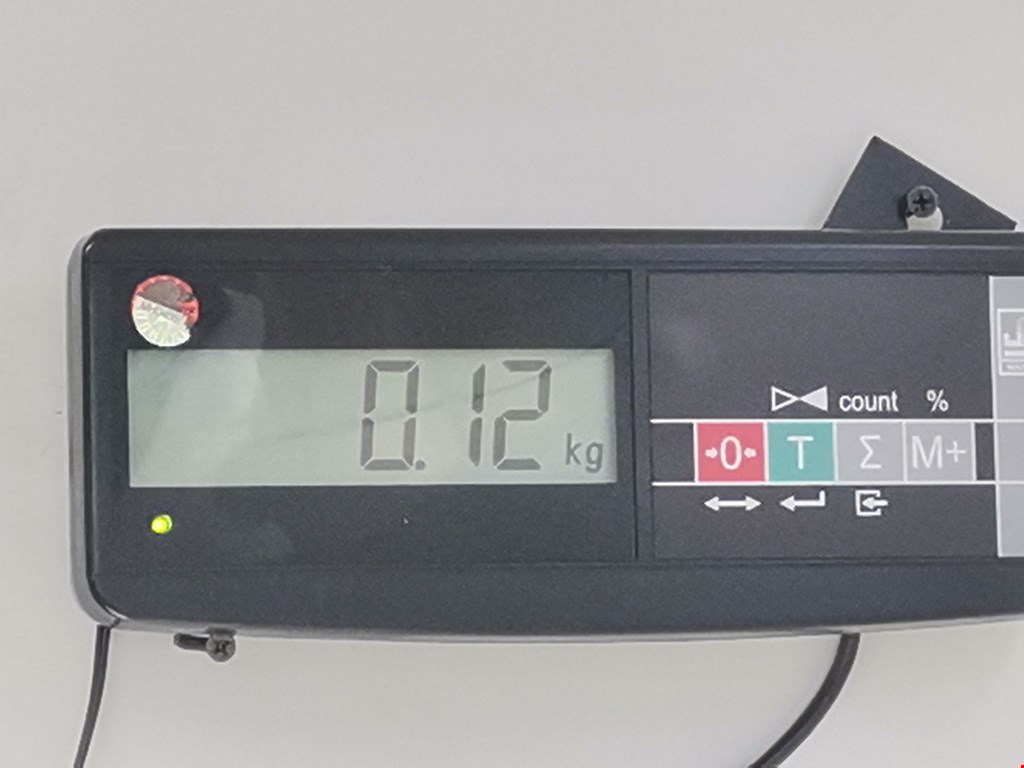 0.12 kg
count %
→0← T Σ M+